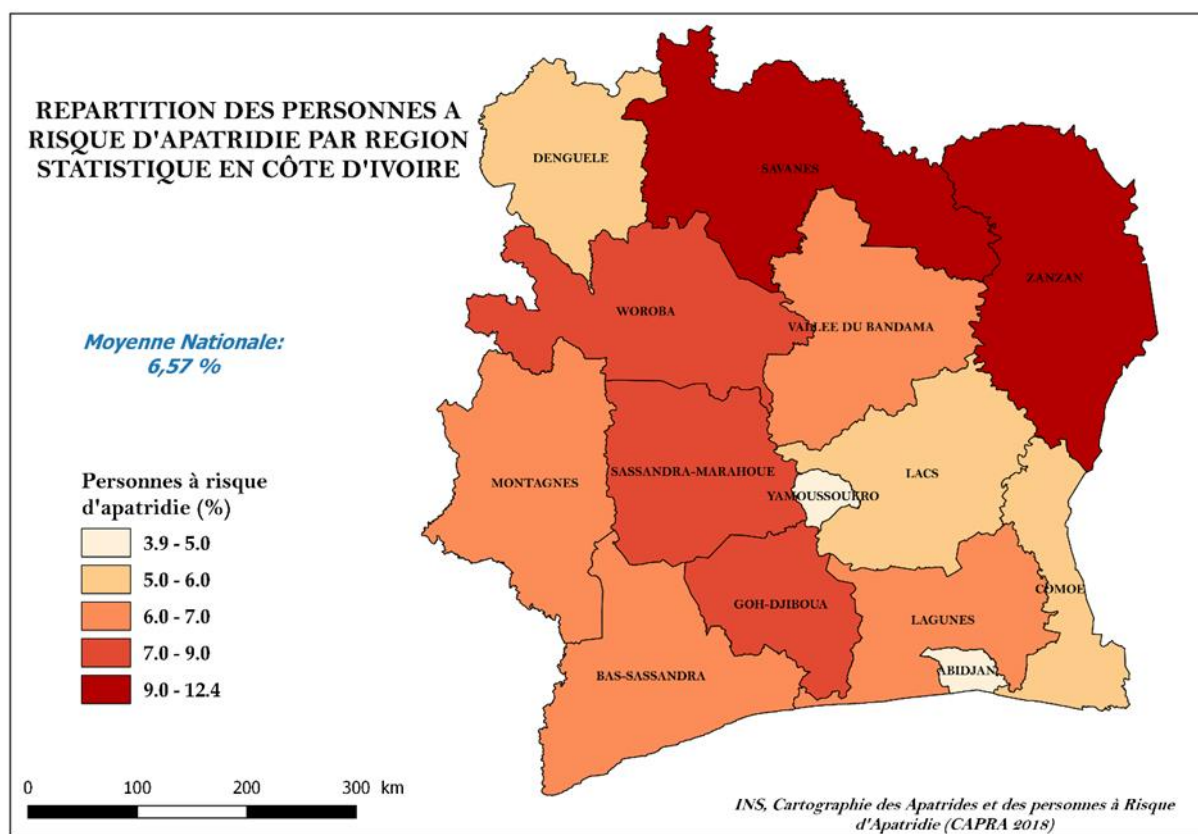 REPARTITION DES PERSONNES A
RISQUE D'APATRIDIE PAR REGION
STATISTIQUE EN CÔTE D'IVOIRE
DENGUELE
SAVANES
ZANZAN
WOROBA
VALLEE DU BANDAMA
Moyenne Nationale:
6,57 %
MONTAGNES
SASSANDRA-MARAHOUE
LACS
YAMOUSSOUKRO
Personnes à risque
d'apatridie (%)
3.9 - 5.0
5.0 - 6.0
6.0 - 7.0
7.0 - 9.0
9.0 - 12.4
GOH-DJIBOUA
COMOE
LAGUNES
BAS-SASSANDRA
ABIDJAN
0 100 200 300 km
INS, Cartographie des Apatrides et des personnes à Risque
d'Apatridie (CAPRA 2018)